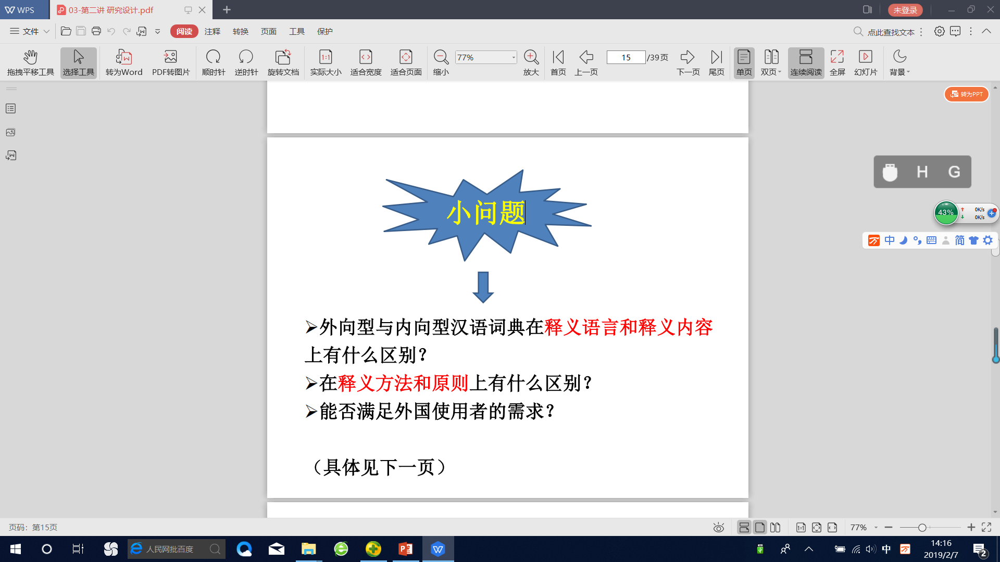 WPS
03-第二讲 研究设计.pdf
未登录
文件
阅读 注释 转换 页面 工具 保护
点此查找文本
拖拽平移工具 选择工具 转为Word PDF转图片 顺时针 逆时针 旋转文档 实际大小 适合宽度 适合页面 缩小 77% 放大 首页 上一页 15 /39页 下一页 尾页 单页 双页 连续阅读 全屏 幻灯片 背景
1:1
转为PPT
H G
43% 0K/s
0K/s
中 简
小问题
外向型与内向型汉语词典在释义语言和释义内容
上有什么区别?
在释义方法和原则上有什么区别?
能否满足外国使用者的需求?
（具体见下一页）
页码: 第15页
77%
人民网批百度
中
14:16
2019/2/7
2